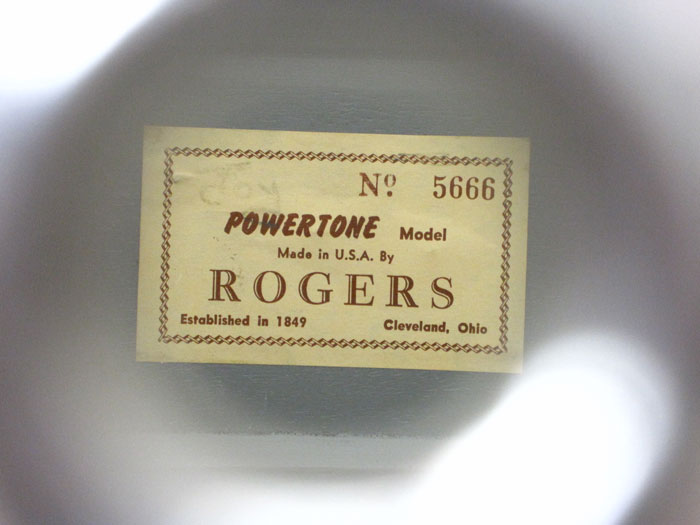 Nº 5666
POWERTONE Model
Made in U.S.A. By
ROGERS
Established in 1849 Cleveland, Ohio